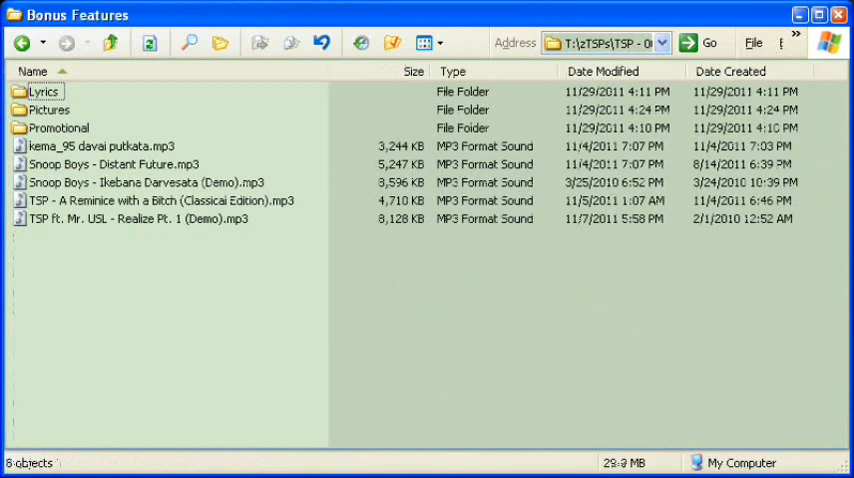 Bonus Features
Address T:\zTSPs\TSP - 0 Go File »
Name Size Type Date Modified Date Created
Lyrics File Folder 11/29/2011 4:11 PM 11/29/2011 4:11 PM
Pictures File Folder 11/29/2011 4:24 PM 11/29/2011 4:24 PM
Promotional File Folder 11/29/2011 4:10 PM 11/29/2011 4:10 PM
kema_95 davai putkata.mp3 3,244 KB MP3 Format Sound 11/4/2011 7:07 PM 11/4/2011 7:03 PM
Snoop Boys - Distant Future.mp3 5,247 KB MP3 Format Sound 11/4/2011 7:07 PM 8/14/2011 6:39 PM
Snoop Boys - Ikebana Darvesata (Demo).mp3 8,596 KB MP3 Format Sound 3/25/2010 6:52 PM 3/24/2010 10:39 PM
TSP - A Reminice with a Bitch (Classical Edition).mp3 4,710 KB MP3 Format Sound 11/5/2011 1:07 AM 11/4/2011 6:46 PM
TSP ft. Mr. USL - Realize Pt. 1 (Demo).mp3 8,128 KB MP3 Format Sound 11/7/2011 5:58 PM 2/1/2010 12:52 AM
8 objects MB My Computer